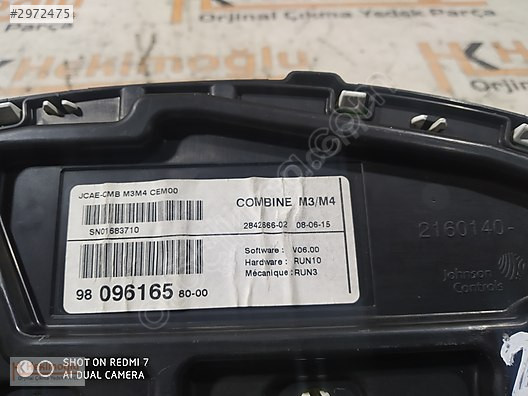 #2972475
Hekimoğlu
Orjinal Çıkma Yedek Parça
JCAE-CMB M3M4 CEM00
SN01683710
COMBINE M3/M4
2842666-02 08-06-15
Software : V06.00
Hardware : RUN10
Mécanique : RUN3
98 096165 80-00
2160140-
Johnson
Controls
SHOT ON REDMI 7
AI DUAL CAMERA